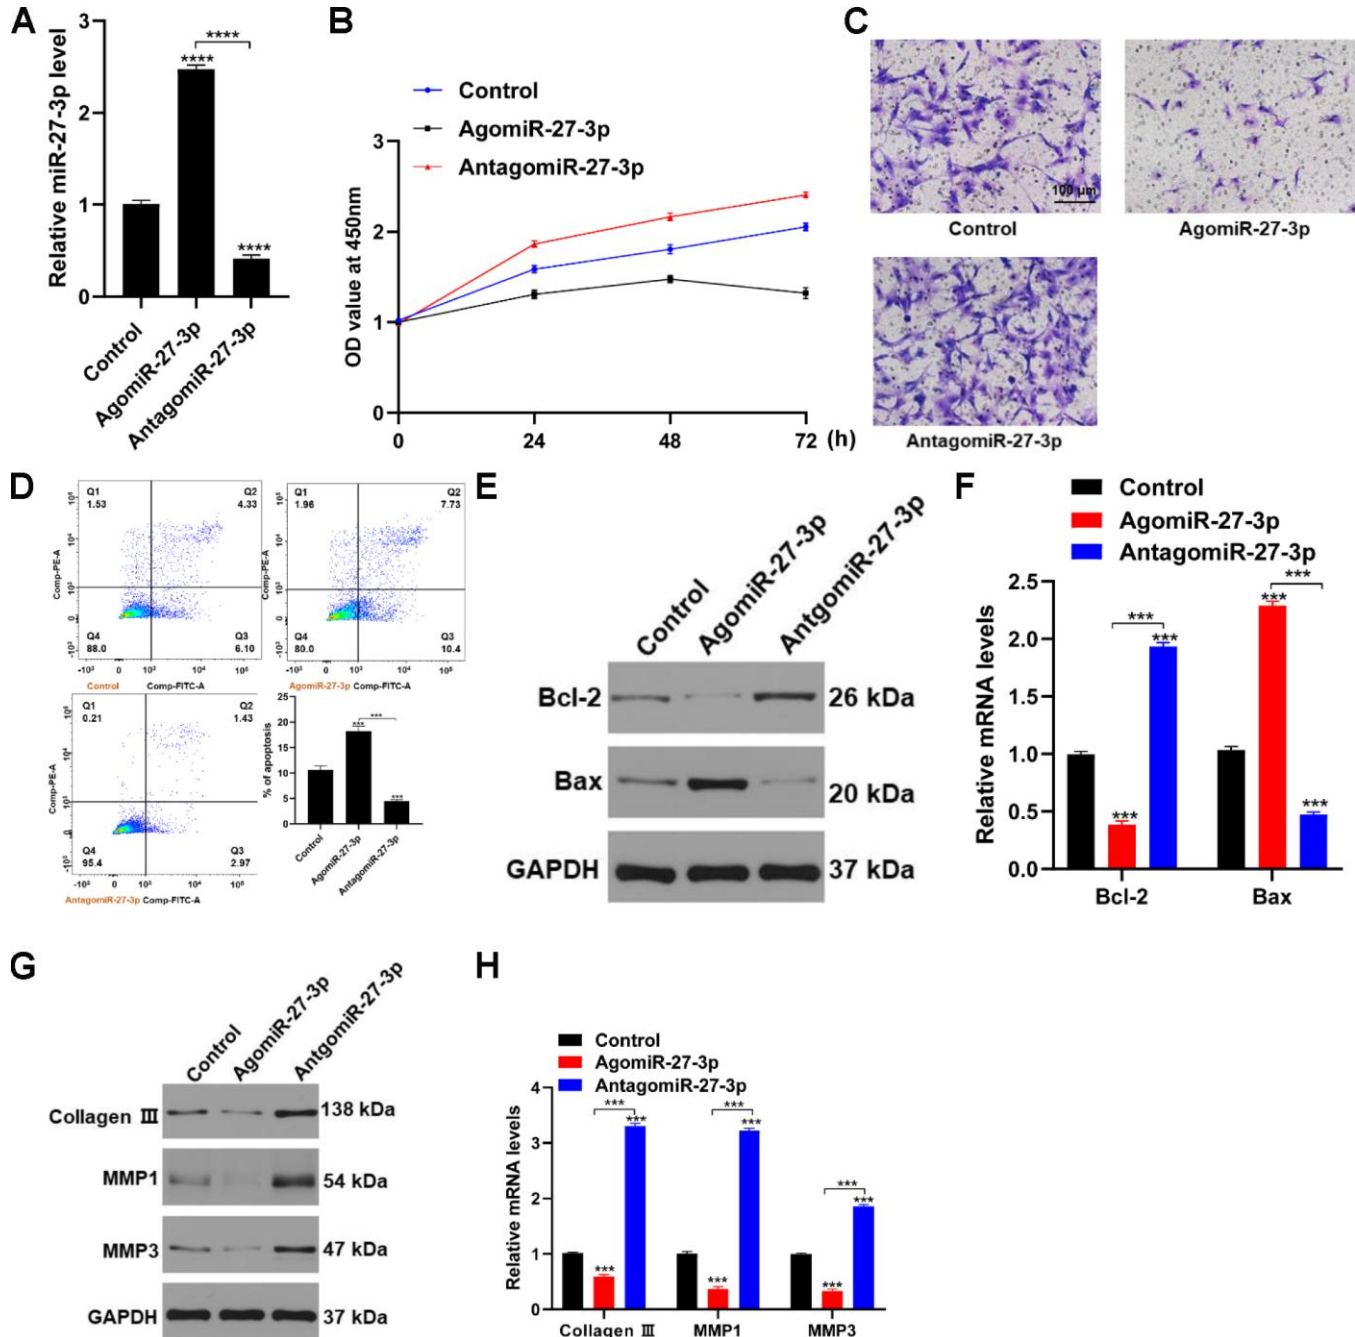 A
Relative miR-27-3p level
3
2
1
0
****
****
****
Control
AgomiR-27-3p
AntagomiR-27-3p
B
Control
AgomiR-27-3p
AntagomiR-27-3p
OD value at 450nm
3
2
1
0
0
24
48
72 (h)
C
100 μm
Control
AgomiR-27-3p
AntagomiR-27-3p
D
Q1
1.53
Q2
4.33
Q4
88.0
Q3
6.10
Comp-PE-A
Control Comp-FITC-A
Q1
1.96
Q2
7.73
Q4
80.0
Q3
10.4
Comp-PE-A
AgomiR-27-3p Comp-FITC-A
Q1
0.21
Q2
1.43
Q4
95.4
Q3
2.97
Comp-PE-A
AntagomiR-27-3p Comp-FITC-A
% of apoptosis
25
20
15
10
5
0
***
***
***
Control
AgomiR-27-3p
AntagomiR-27-3p
E
Control
AgomiR-27-3p
AntgomiR-27-3p
Bcl-2
26 kDa
Bax
20 kDa
GAPDH
37 kDa
F
Control
AgomiR-27-3p
AntagomiR-27-3p
Relative mRNA levels
2.5
2.0
1.5
1.0
0.5
0.0
***
***
***
***
***
***
Bcl-2
Bax
G
Control
AgomiR-27-3p
AntgomiR-27-3p
Collagen Ⅲ
138 kDa
MMP1
54 kDa
MMP3
47 kDa
GAPDH
37 kDa
H
Control
AgomiR-27-3p
AntagomiR-27-3p
Relative mRNA levels
4
3
2
1
0
***
***
***
***
***
***
***
***
***
Collagen Ⅲ
MMP1
MMP3